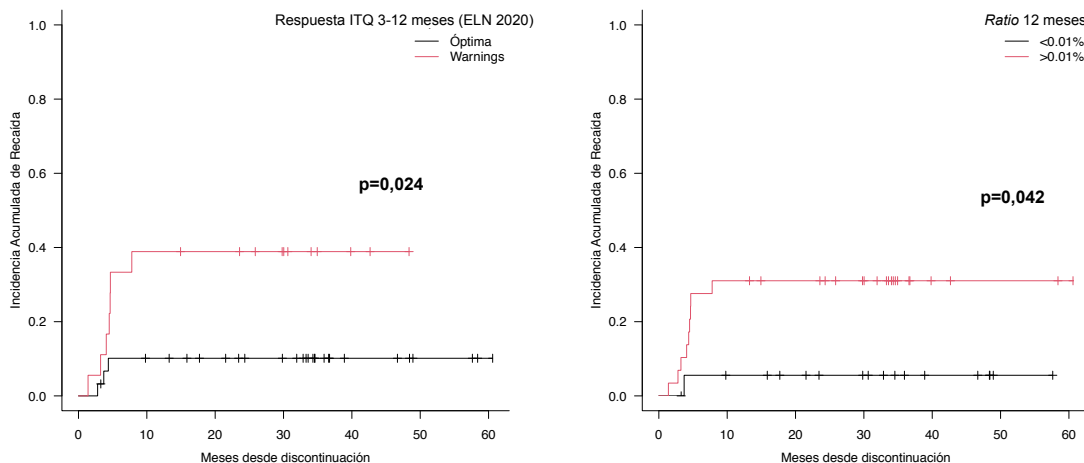 Respuesta ITQ 3-12 meses (ELN 2020)
Óptima
Warnings
p=0,024
Incidencia Acumulada de Recaída
1.0
0.8
0.6
0.4
0.2
0.0
0 10 20 30 40 50 60
Meses desde discontinuación
Ratio 12 meses
<0.01%
>0.01%
p=0,042
Incidencia Acumulada de Recaída
1.0
0.8
0.6
0.4
0.2
0.0
0 10 20 30 40 50 60
Meses desde discontinuación